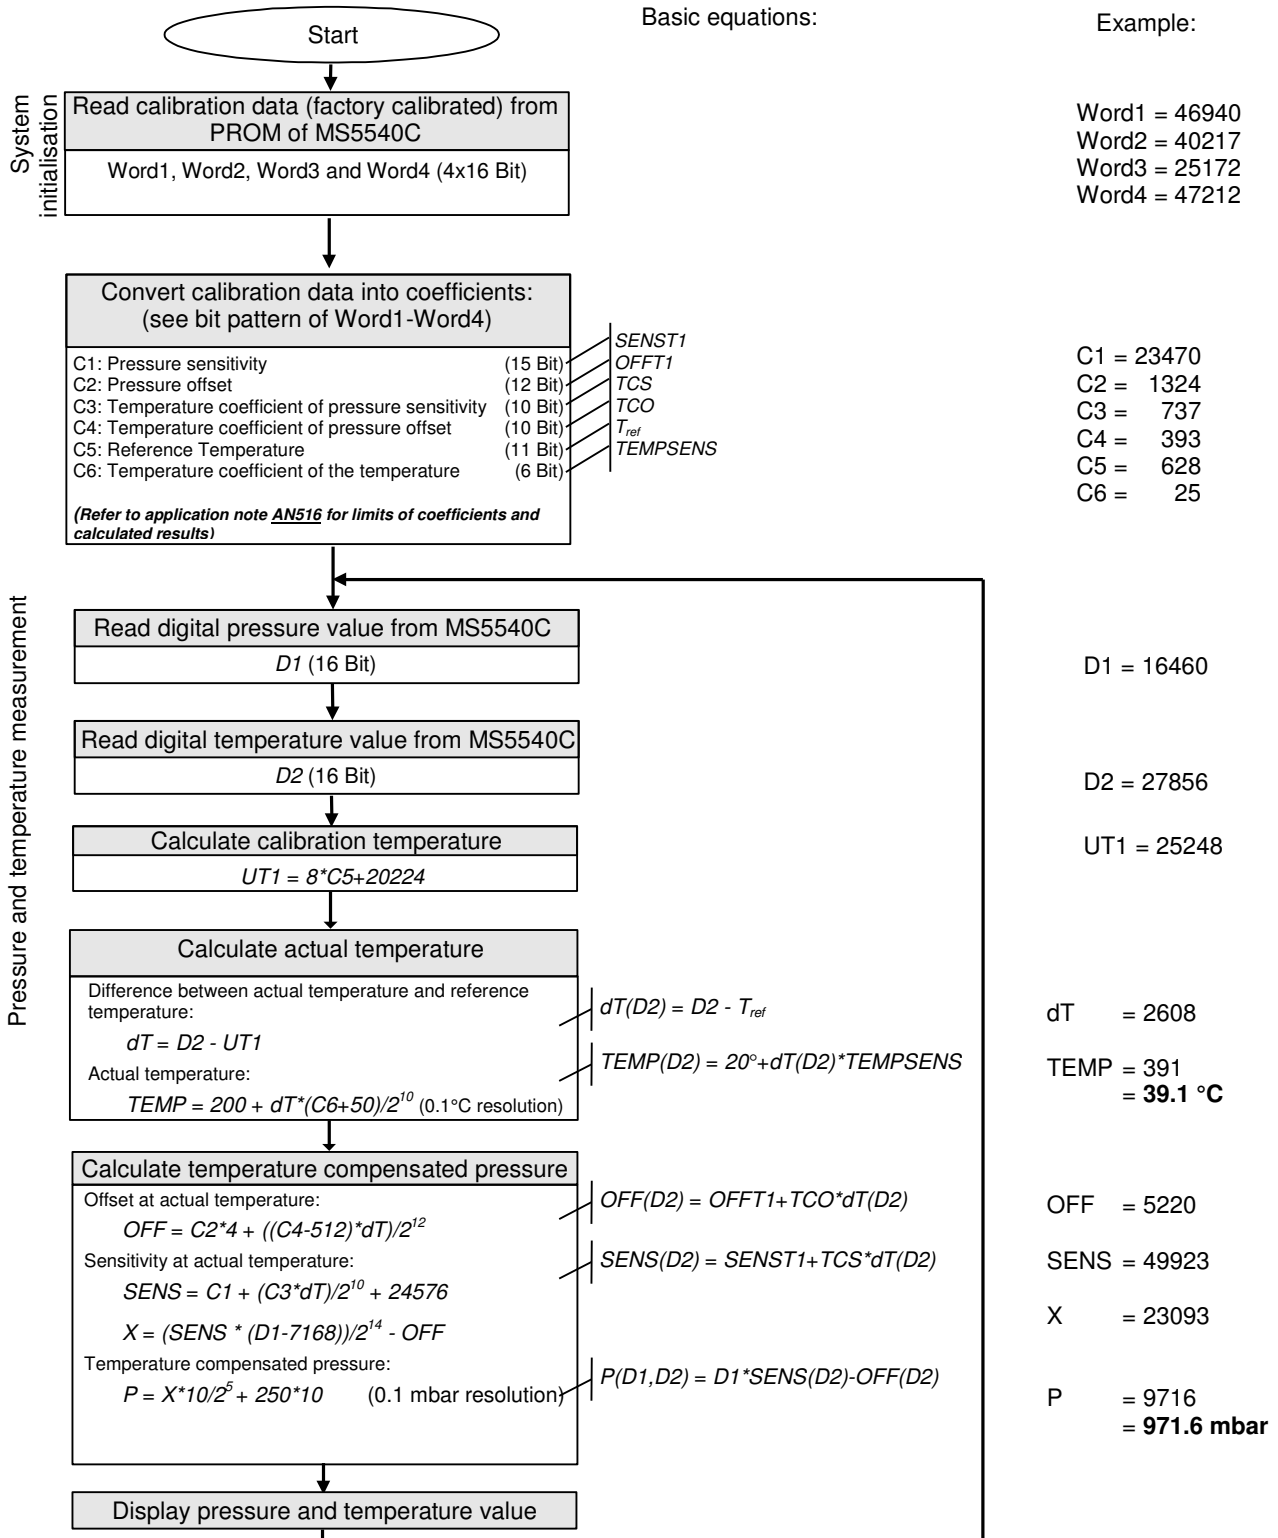 Basic equations:
Example:
Start
System
initialisation
Read calibration data (factory calibrated) from
PROM of MS5540C
Word1, Word2, Word3 and Word4 (4x16 Bit)
Word1 = 46940
Word2 = 40217
Word3 = 25172
Word4 = 47212
Convert calibration data into coefficients:
(see bit pattern of Word1-Word4)
C1: Pressure sensitivity (15 Bit) SENST1
C2: Pressure offset (12 Bit) OFFT1
C3: Temperature coefficient of pressure sensitivity (10 Bit) TCS
C4: Temperature coefficient of pressure offset (10 Bit) TCO
C5: Reference Temperature (11 Bit) Tref
C6: Temperature coefficient of the temperature (6 Bit) TEMPSENS
(Refer to application note AN516 for limits of coefficients and
calculated results)
C1 = 23470
C2 = 1324
C3 = 737
C4 = 393
C5 = 628
C6 = 25
Pressure and temperature measurement
Read digital pressure value from MS5540C
D1 (16 Bit)
D1 = 16460
Read digital temperature value from MS5540C
D2 (16 Bit)
D2 = 27856
Calculate calibration temperature
UT1 = 8*C5+20224
UT1 = 25248
Calculate actual temperature
Difference between actual temperature and reference
temperature:
dT = D2 - UT1
dT(D2) = D2 - Tref
dT = 2608
Actual temperature:
TEMP = 200 + dT*(C6+50)/2^10 (0.1°C resolution)
TEMP(D2) = 20°+dT(D2)*TEMPSENS
TEMP = 391
= 39.1 °C
Calculate temperature compensated pressure
Offset at actual temperature:
OFF = C2*4 + ((C4-512)*dT)/2^12
OFF(D2) = OFFT1+TCO*dT(D2)
OFF = 5220
Sensitivity at actual temperature:
SENS = C1 + (C3*dT)/2^10 + 24576
SENS(D2) = SENST1+TCS*dT(D2)
SENS = 49923
X = (SENS * (D1-7168))/2^14 - OFF
X = 23093
Temperature compensated pressure:
P = X*10/2^5 + 250*10 (0.1 mbar resolution)
P(D1,D2) = D1*SENS(D2)-OFF(D2)
P = 9716
= 971.6 mbar
Display pressure and temperature value